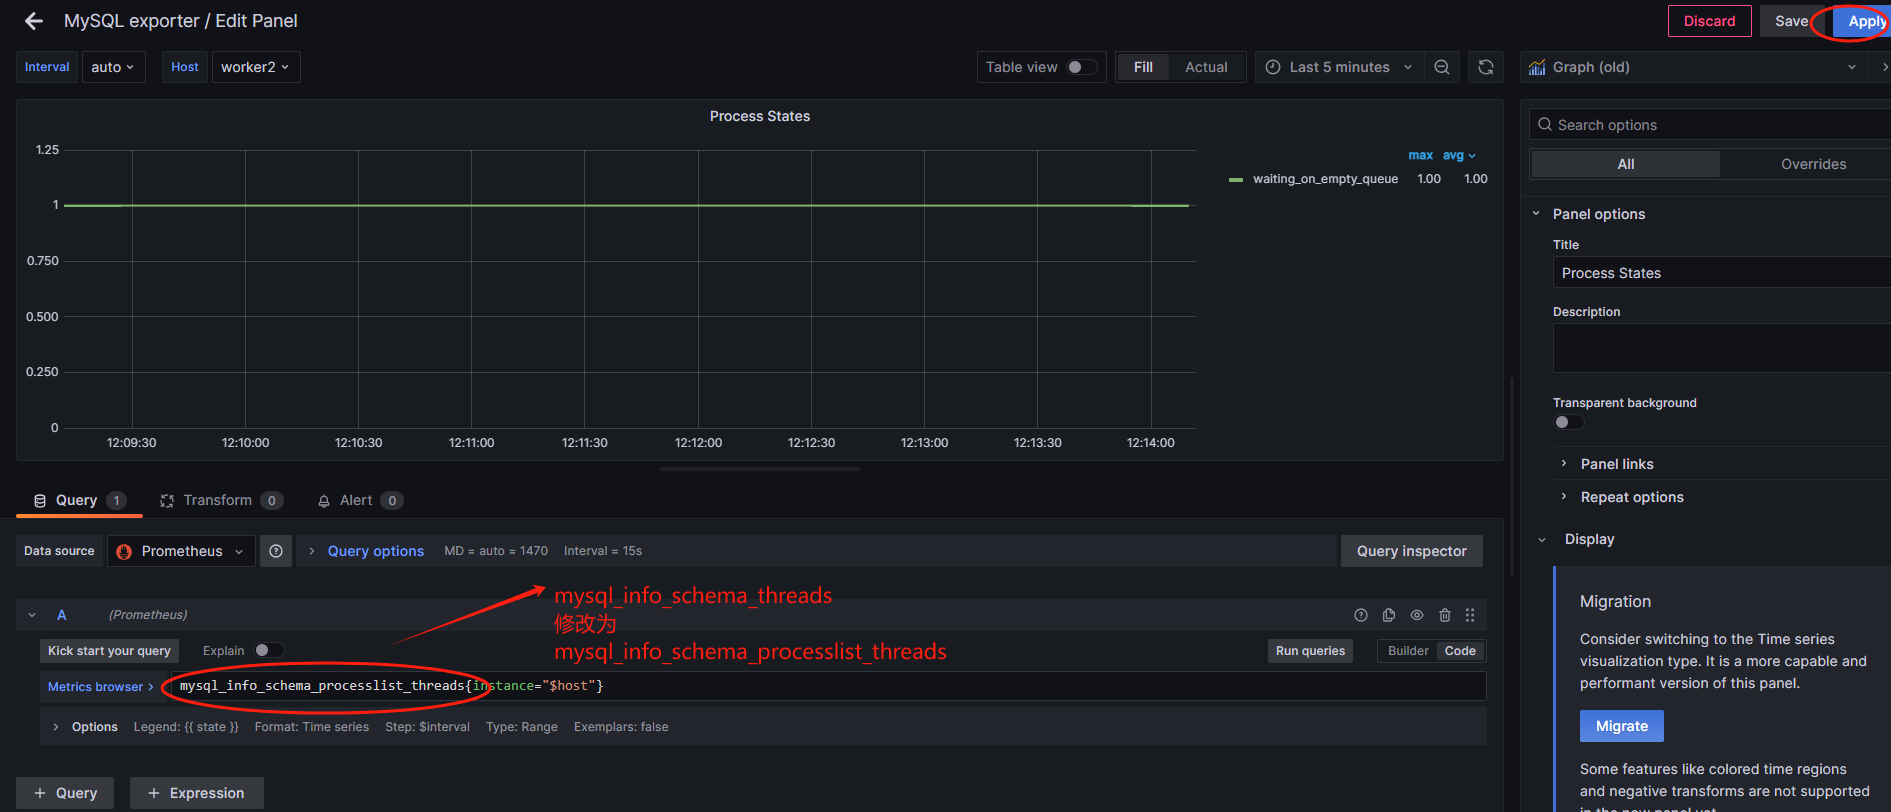 MySQL exporter / Edit Panel
Discard
Save
Apply
Interval
auto
Host
worker2
Table view
Fill
Actual
Last 5 minutes
Graph (old)
Process States
Search options
All
Overrides
max avg
waiting_on_empty_queue 1.00 1.00
1.25
1
0.750
0.500
0.250
0
12:09:30 12:10:00 12:10:30 12:11:00 12:11:30 12:12:00 12:12:30 12:13:00 12:13:30 12:14:00
Panel options
Title
Process States
Description
Transparent background
Panel links
Repeat options
Display
Migration
Consider switching to the Time series
visualization type. It is a more capable and
performant version of this panel.
Migrate
Some features like colored time regions
and negative transforms are not supported
in the new panel yet.
Query 1
Transform 0
Alert 0
Data source
Prometheus
Query options
MD = auto = 1470
Interval = 15s
Query inspector
mysql_info_schema_threads
修改为
mysql_info_schema_processlist_threads
A
(Prometheus)
Kick start your query
Explain
Run queries
Builder
Code
Metrics browser
mysql_info_schema_processlist_threads{instance="$host"}
Options
Legend: {{ state }}
Format: Time series
Step: $interval
Type: Range
Exemplars: false
+ Query
+ Expression